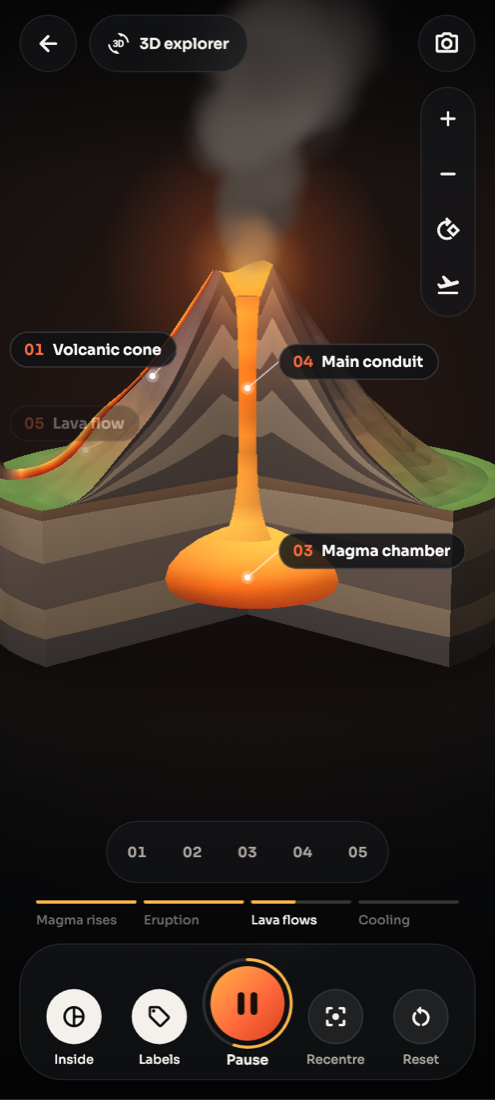 3D 3D explorer
01 Volcanic cone
04 Main conduit
05 Lava flow
03 Magma chamber
01 02 03 04 05
Magma rises Eruption Lava flows Cooling
Inside Labels Pause Recentre Reset